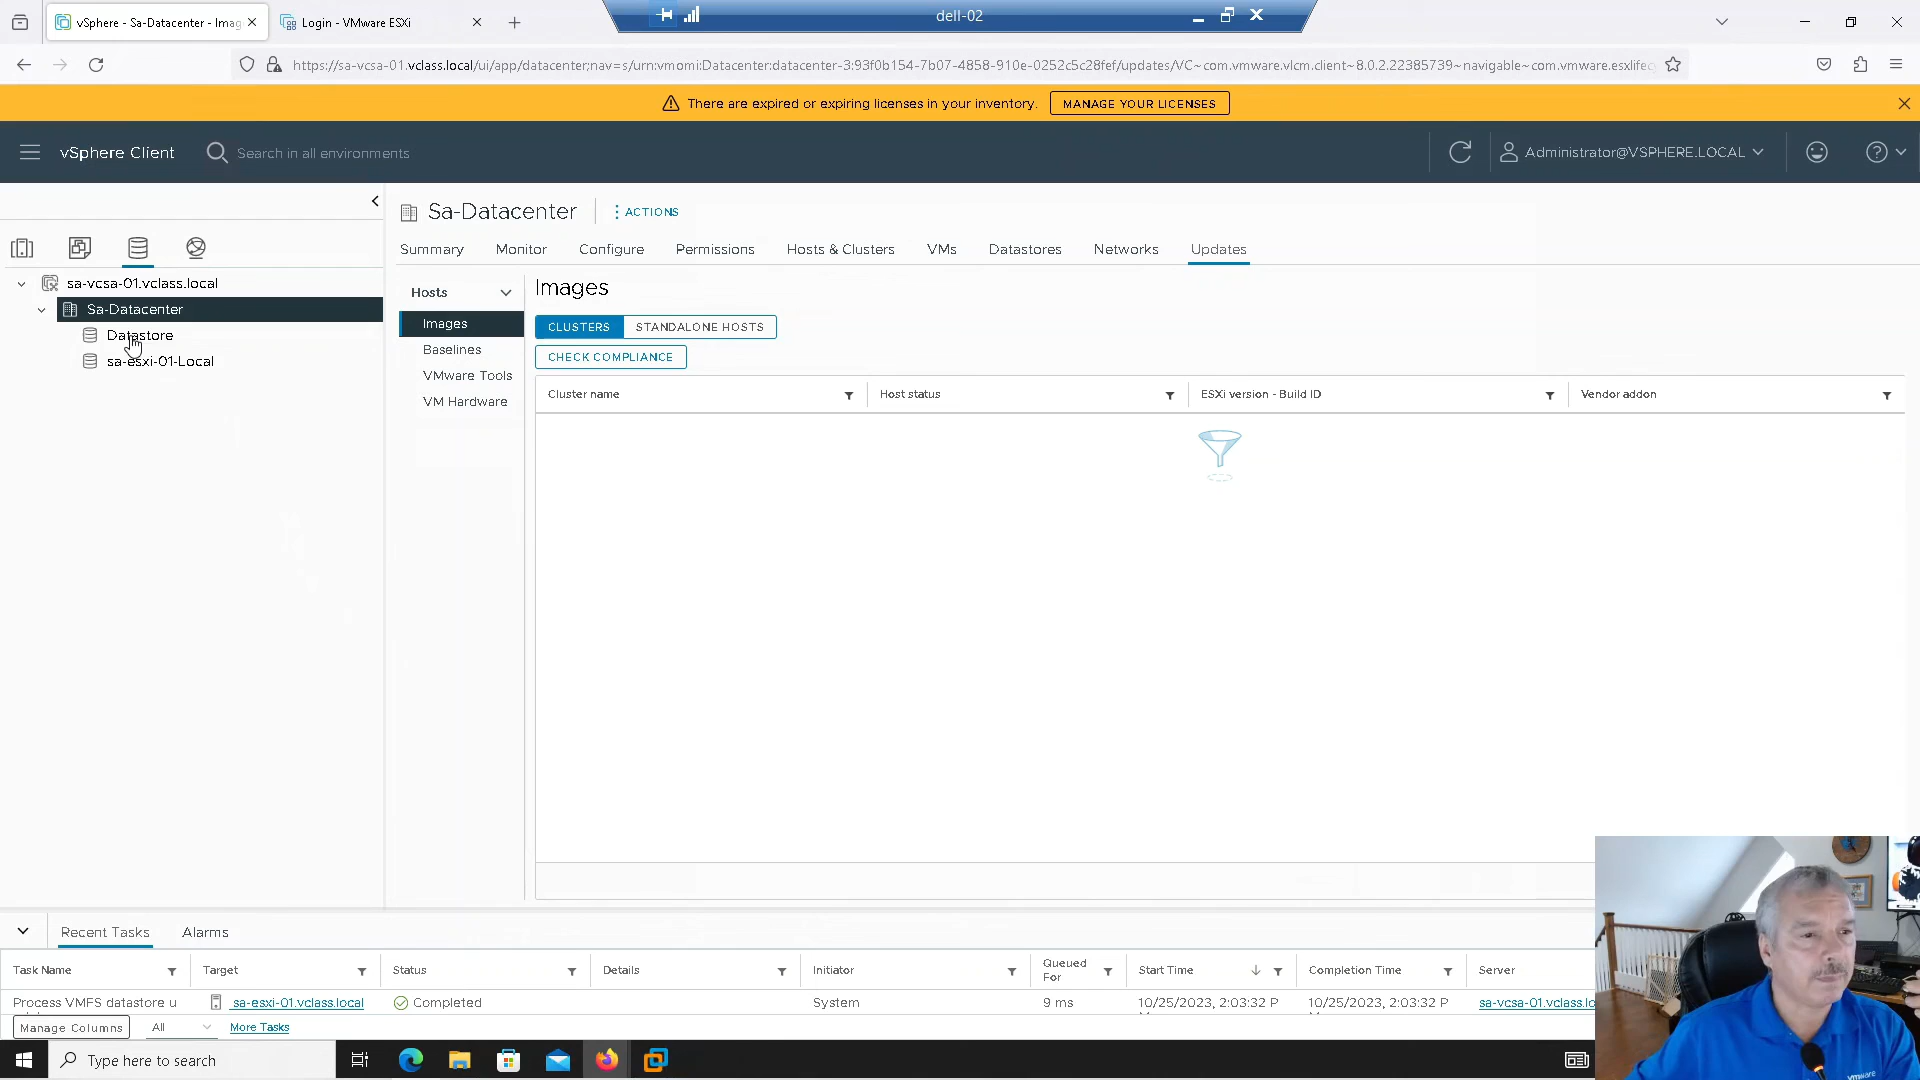 vSphere - Sa-Datacenter - Imag
Login - VMware ESXi
dell-02
https://sa-vcsa-01.vclass.local/ui/app/datacenter;nav=s/urn:vmomi:Datacenter:datacenter-3:93f0b154-7b07-4858-910e-0252c5c28fef/updates/VC~com.vmware.vlcm.client~8.0.2.22385739~navigable~com.vmware.esxlifec
There are expired or expiring licenses in your inventory.
MANAGE YOUR LICENSES
vSphere Client
Search in all environments
Administrator@VSPHERE.LOCAL
Sa-Datacenter
ACTIONS
Summary
Monitor
Configure
Permissions
Hosts & Clusters
VMs
Datastores
Networks
Updates
sa-vcsa-01.vclass.local
Sa-Datacenter
Datastore
sa-esxi-01-Local
Hosts
Images
Baselines
VMware Tools
VM Hardware
Images
CLUSTERS
STANDALONE HOSTS
CHECK COMPLIANCE
Cluster name
Host status
ESXi version - Build ID
Vendor addon
Recent Tasks
Alarms
Task Name
Target
Status
Details
Initiator
Queued For
Start Time
Completion Time
Server
Process VMFS datastore u
sa-esxi-01.vclass.local
Completed
System
9 ms
10/25/2023, 2:03:32 P
10/25/2023, 2:03:32 P
sa-vcsa-01.vclass.lo
Manage Columns
All
More Tasks
Type here to search
vmware